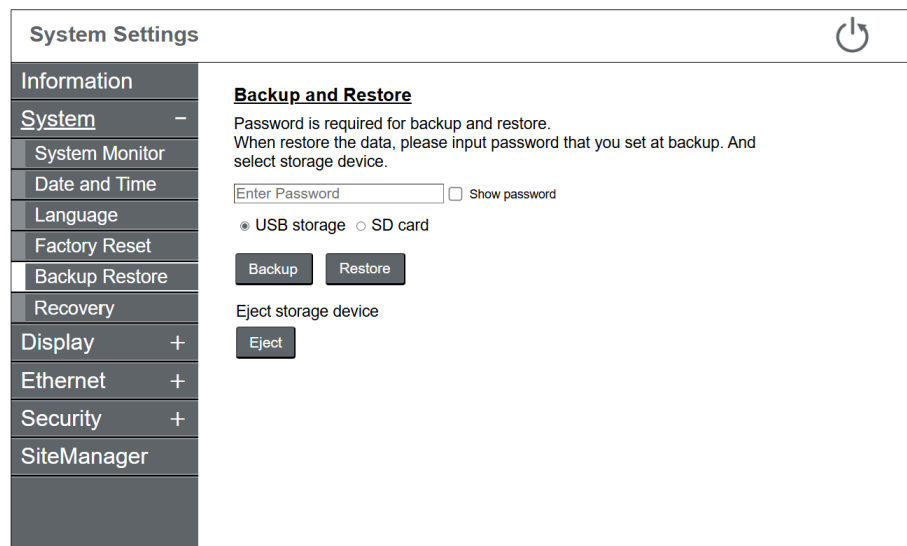 System Settings
Information
System −
System Monitor
Date and Time
Language
Factory Reset
Backup Restore
Recovery
Display +
Ethernet +
Security +
SiteManager
Backup and Restore
Password is required for backup and restore.
When restore the data, please input password that you set at backup. And
select storage device.
Enter Password Show password
USB storage SD card
Backup Restore
Eject storage device
Eject